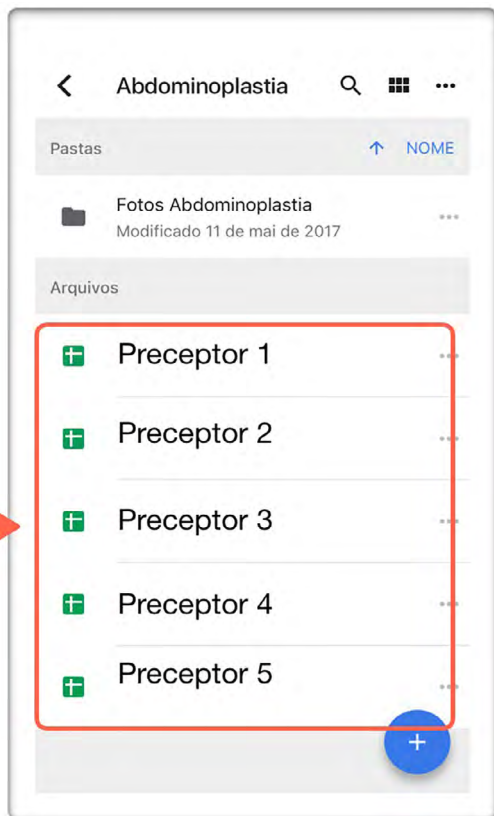 Abdominoplastia
Pastas NOME
Fotos Abdominoplastia
Modificado 11 de mai de 2017
Arquivos
Preceptor 1
Preceptor 2
Preceptor 3
Preceptor 4
Preceptor 5